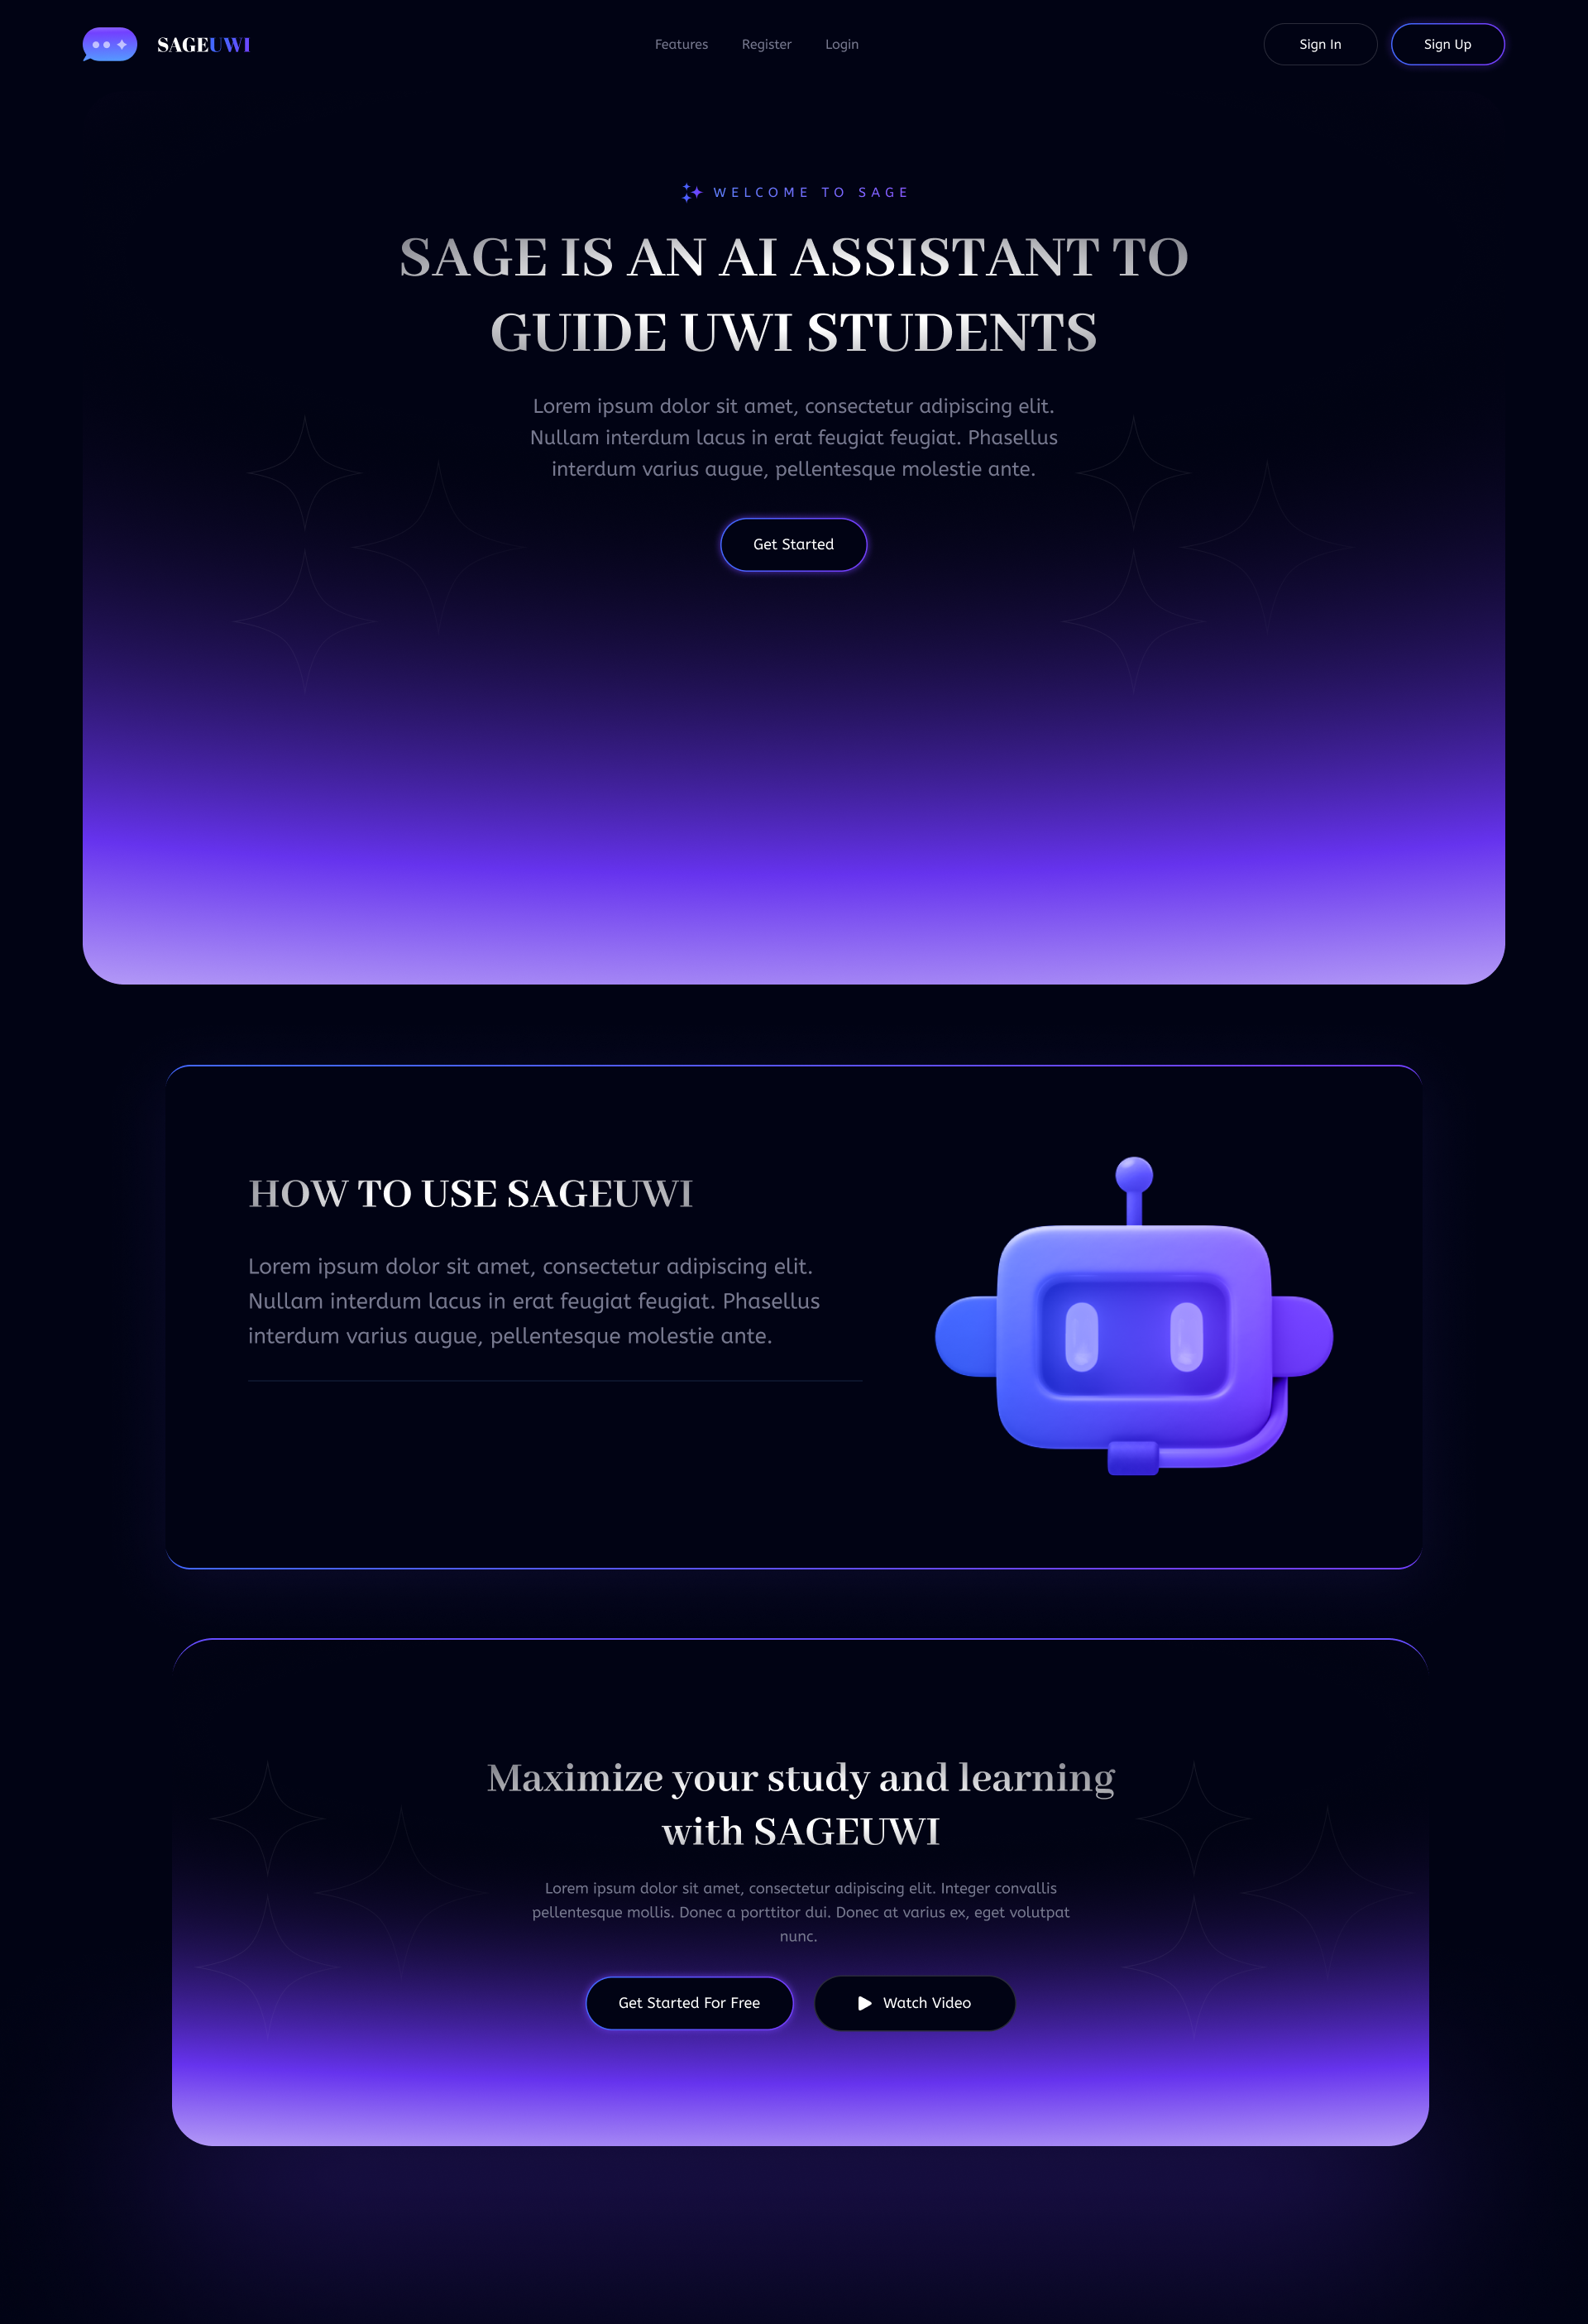 SAGEUWI
Features Register Login
Sign In Sign Up
WELCOME TO SAGE
SAGE IS AN AI ASSISTANT TO
GUIDE UWI STUDENTS
Lorem ipsum dolor sit amet, consectetur adipiscing elit.
Nullam interdum lacus in erat feugiat feugiat. Phasellus
interdum varius augue, pellentesque molestie ante.
Get Started
HOW TO USE SAGEUWI
Lorem ipsum dolor sit amet, consectetur adipiscing elit.
Nullam interdum lacus in erat feugiat feugiat. Phasellus
interdum varius augue, pellentesque molestie ante.
Maximize your study and learning
with SAGEUWI
Lorem ipsum dolor sit amet, consectetur adipiscing elit. Integer convallis
pellentesque mollis. Donec a porttitor dui. Donec at varius ex, eget volutpat
nunc.
Get Started For Free
Watch Video